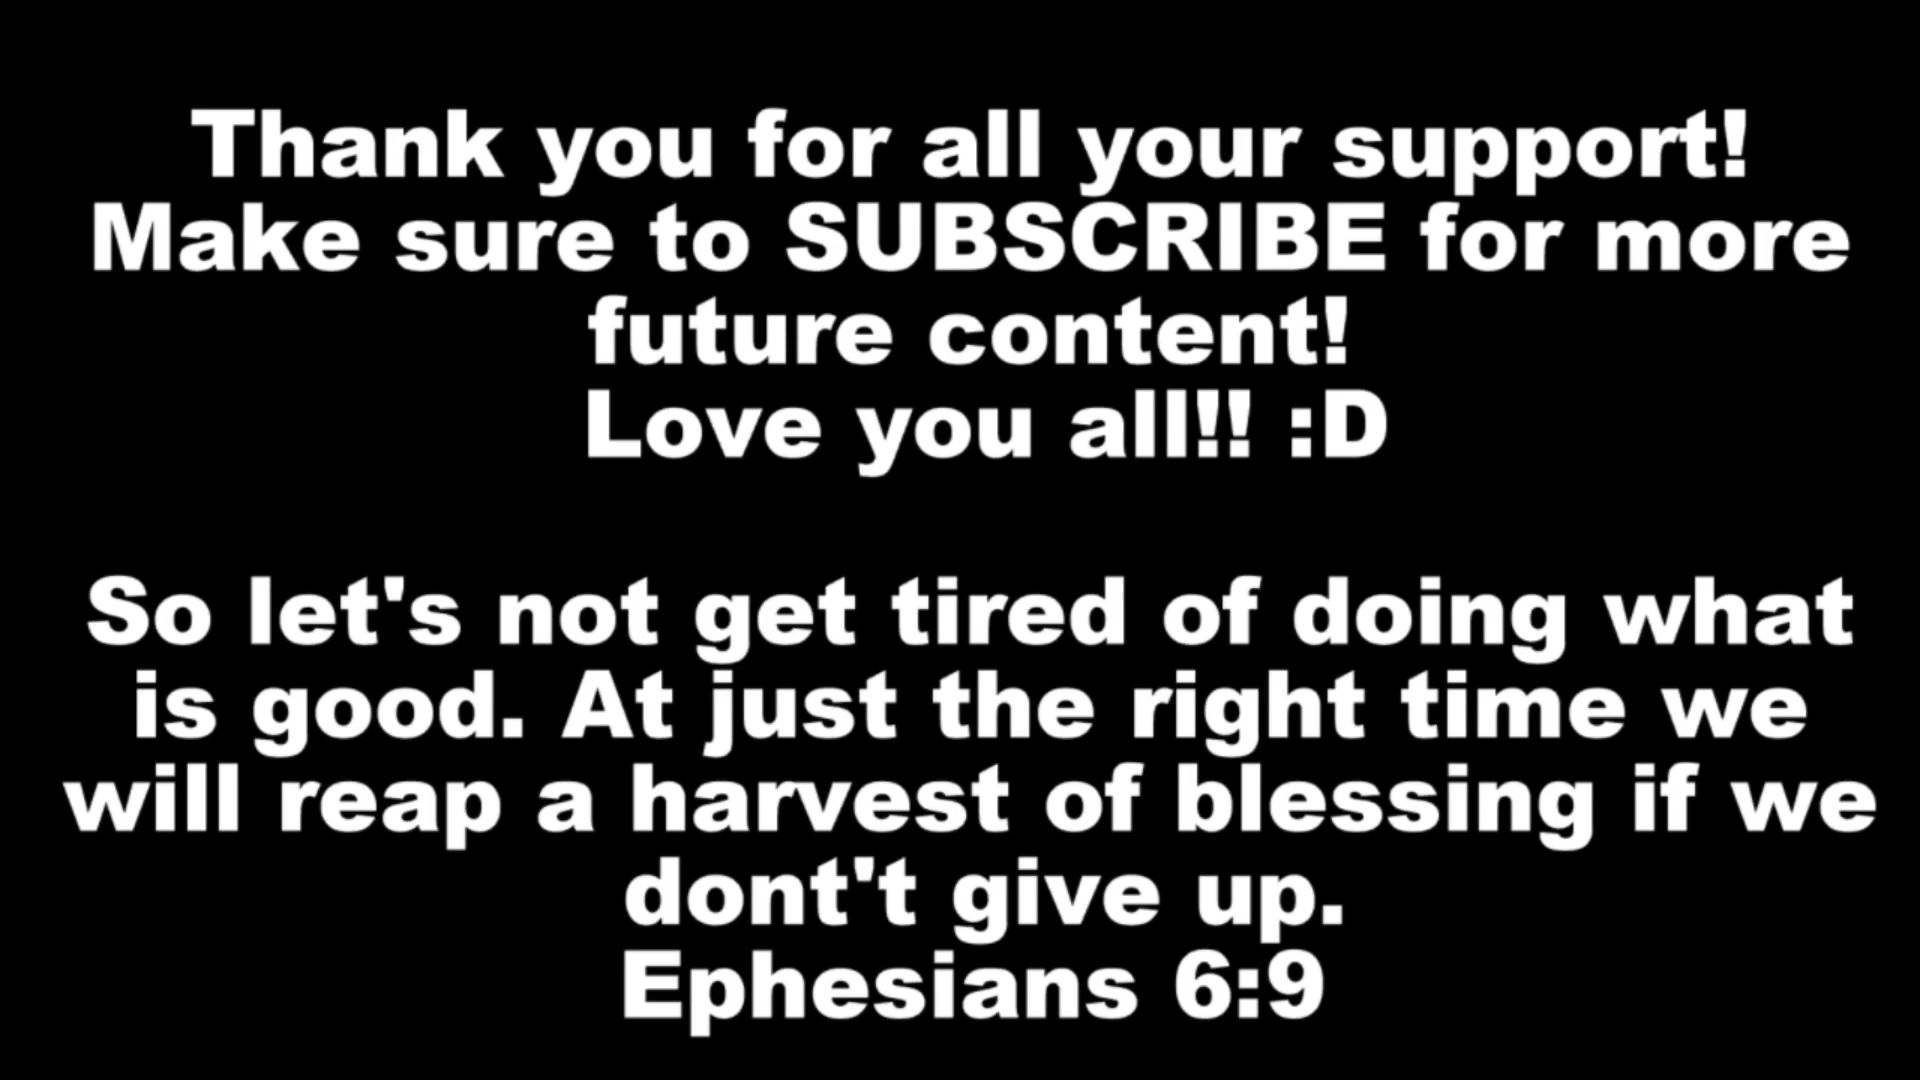 Thank you for all your support!
Make sure to SUBSCRIBE for more
future content!
Love you all!! :D
So let's not get tired of doing what
is good. At just the right time we
will reap a harvest of blessing if we
dont't give up.
Ephesians 6:9